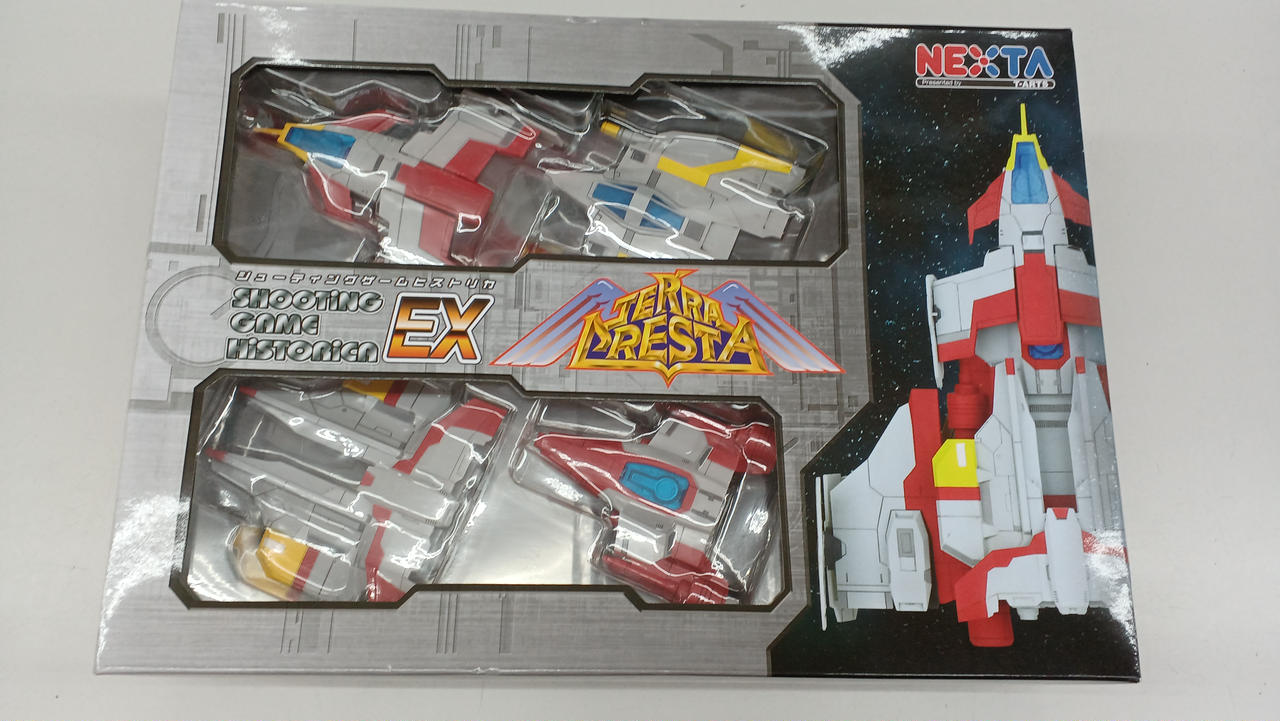 NEXTA
Presented by T-ARTS
シューティングゲームヒストリカ
SHOOTING
GAME
HISTORICA
EX
TERRA
CRESTA